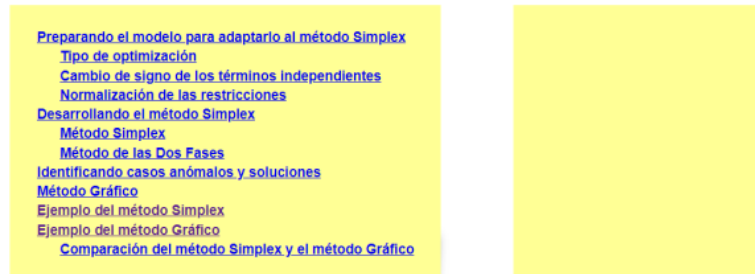 Preparando el modelo para adaptarlo al método Simplex
Tipo de optimización
Cambio de signo de los términos independientes
Normalización de las restricciones
Desarrollando el método Simplex
Método Simplex
Método de las Dos Fases
Identificando casos anómalos y soluciones
Método Gráfico
Ejemplo del método Simplex
Ejemplo del método Gráfico
Comparación del método Simplex y el método Gráfico